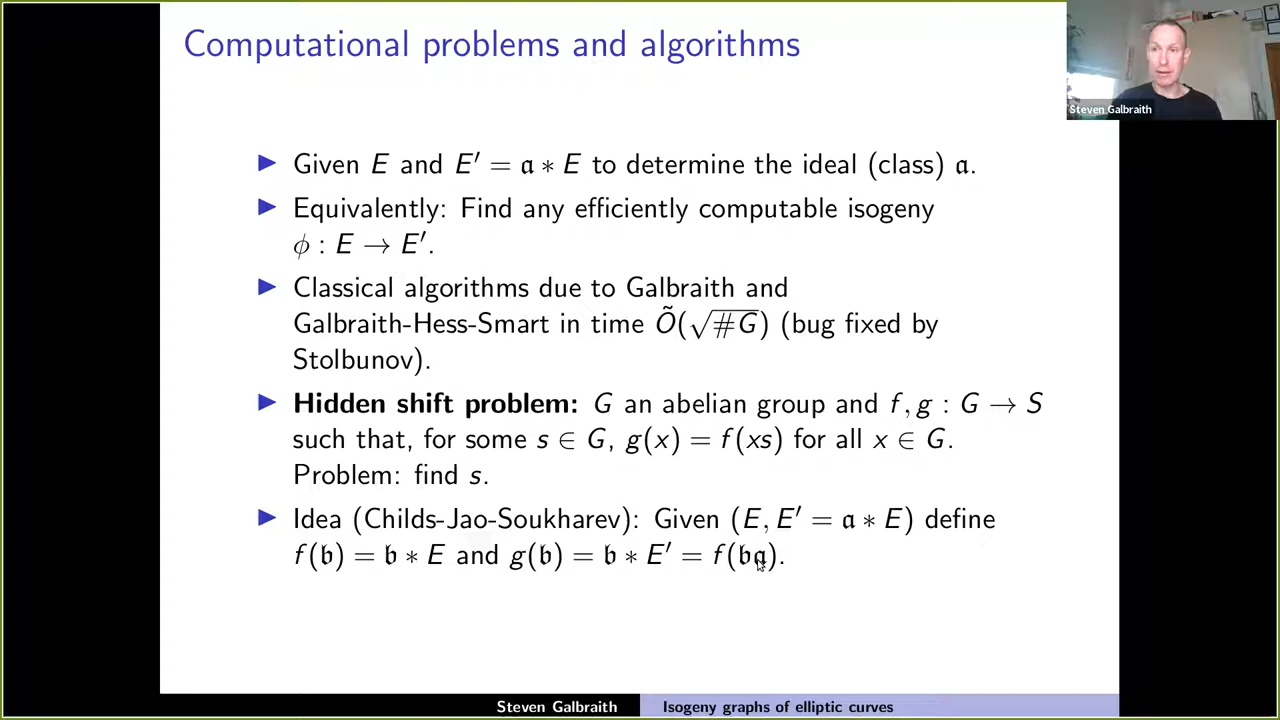 Computational problems and algorithms
Steven Galbraith
▶ Given E and E′ = 𝔞 ∗ E to determine the ideal (class) 𝔞.
▶ Equivalently: Find any efficiently computable isogeny
ϕ : E → E′.
▶ Classical algorithms due to Galbraith and
Galbraith-Hess-Smart in time Õ(√#G) (bug fixed by
Stolbunov).
▶ Hidden shift problem: G an abelian group and f, g : G → S
such that, for some s ∈ G, g(x) = f(xs) for all x ∈ G.
Problem: find s.
▶ Idea (Childs-Jao-Soukharev): Given (E, E′ = 𝔞 ∗ E) define
f(𝔟) = 𝔟 ∗ E and g(𝔟) = 𝔟 ∗ E′ = f(𝔟𝔞).
Steven Galbraith
Isogeny graphs of elliptic curves